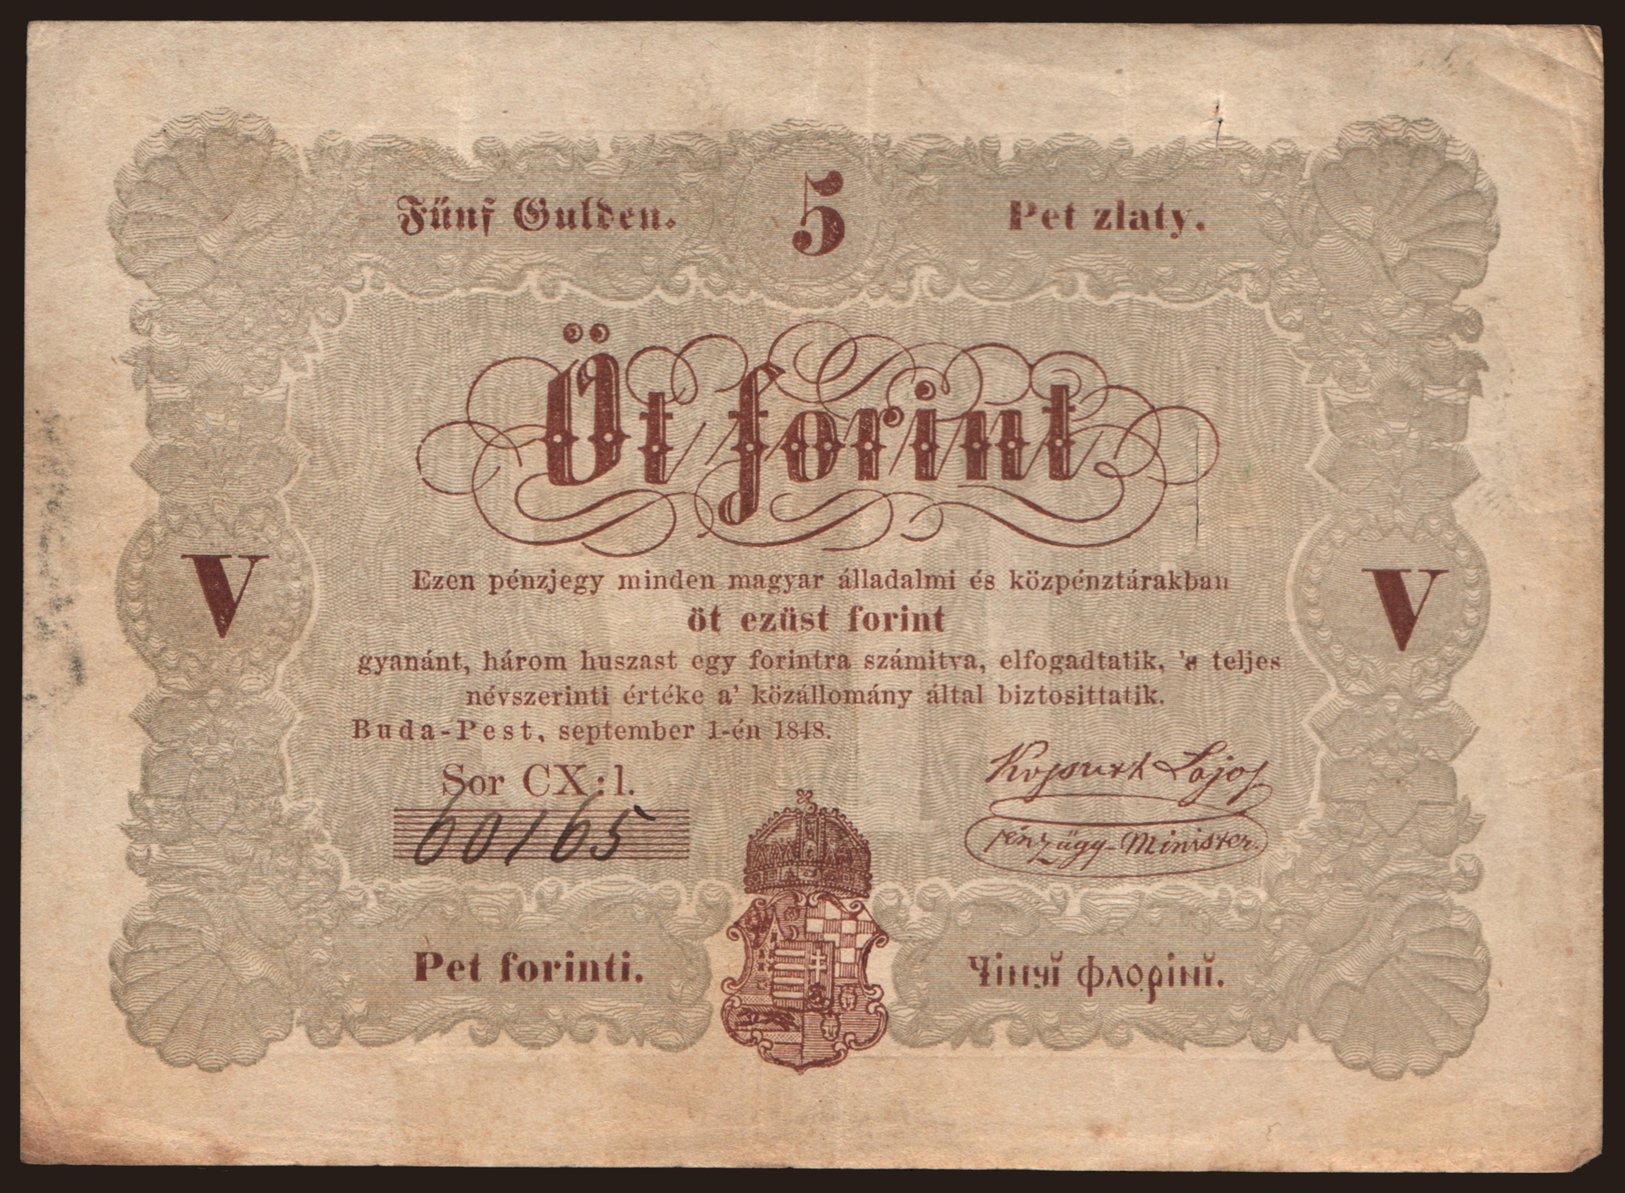 Fünf Gulden. 5 Pet zlaty.
Öt forint
V V
Ezen pénzjegy minden magyar álladalmi és közpénztárakban
öt ezüst forint
gyanánt, három huszast egy forintra számitva, elfogadtatik, 's teljes
névszerinti értéke a' közállomány által biztosittatik.
Buda-Pest, september 1-én 1848.
Sor CX:1.
60165
Kossuth Lajos
pénzügy-Minister.
Pet forinti. Чінчĭ флорінĭ.